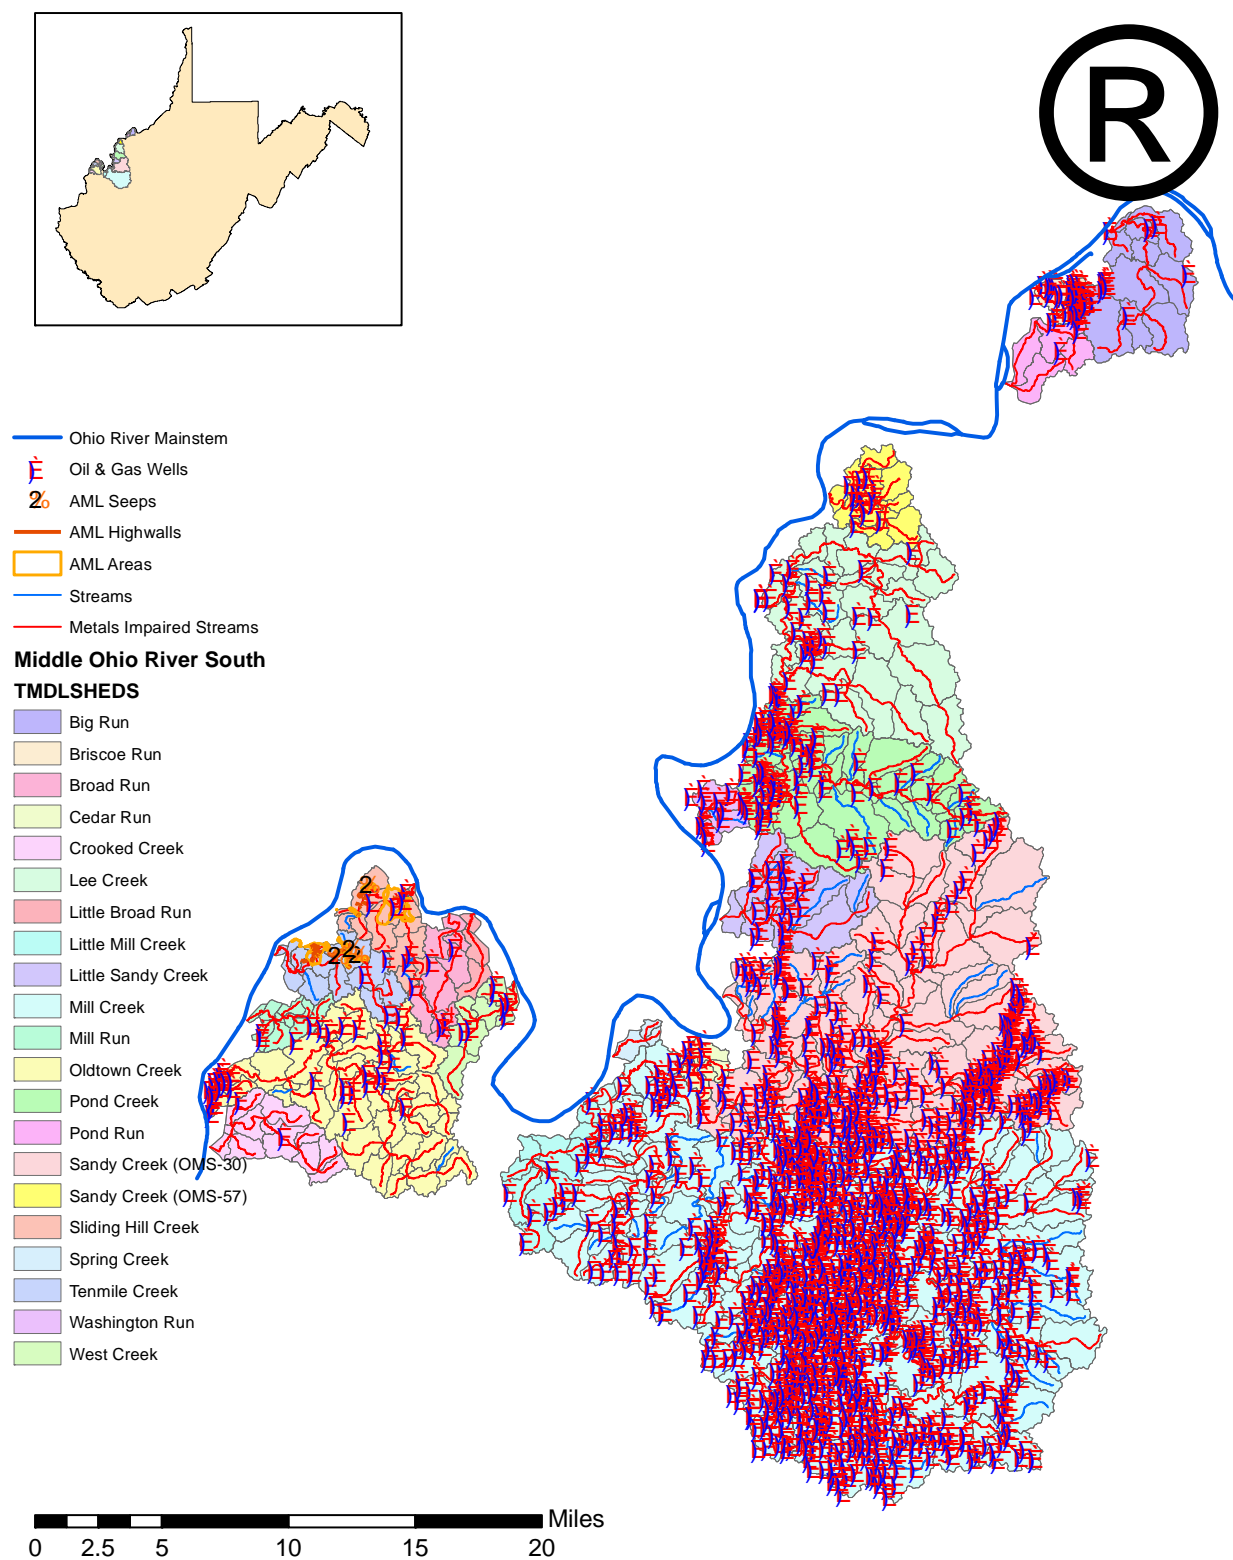 R
Ohio River Mainstem
Oil & Gas Wells
AML Seeps
AML Highwalls
AML Areas
Streams
Metals Impaired Streams
Middle Ohio River South
TMDLSHEDS
Big Run
Briscoe Run
Broad Run
Cedar Run
Crooked Creek
Lee Creek
Little Broad Run
Little Mill Creek
Little Sandy Creek
Mill Creek
Mill Run
Oldtown Creek
Pond Creek
Pond Run
Sandy Creek (OMS-30)
Sandy Creek (OMS-57)
Sliding Hill Creek
Spring Creek
Tenmile Creek
Washington Run
West Creek
Miles
0 2.5 5 10 15 20